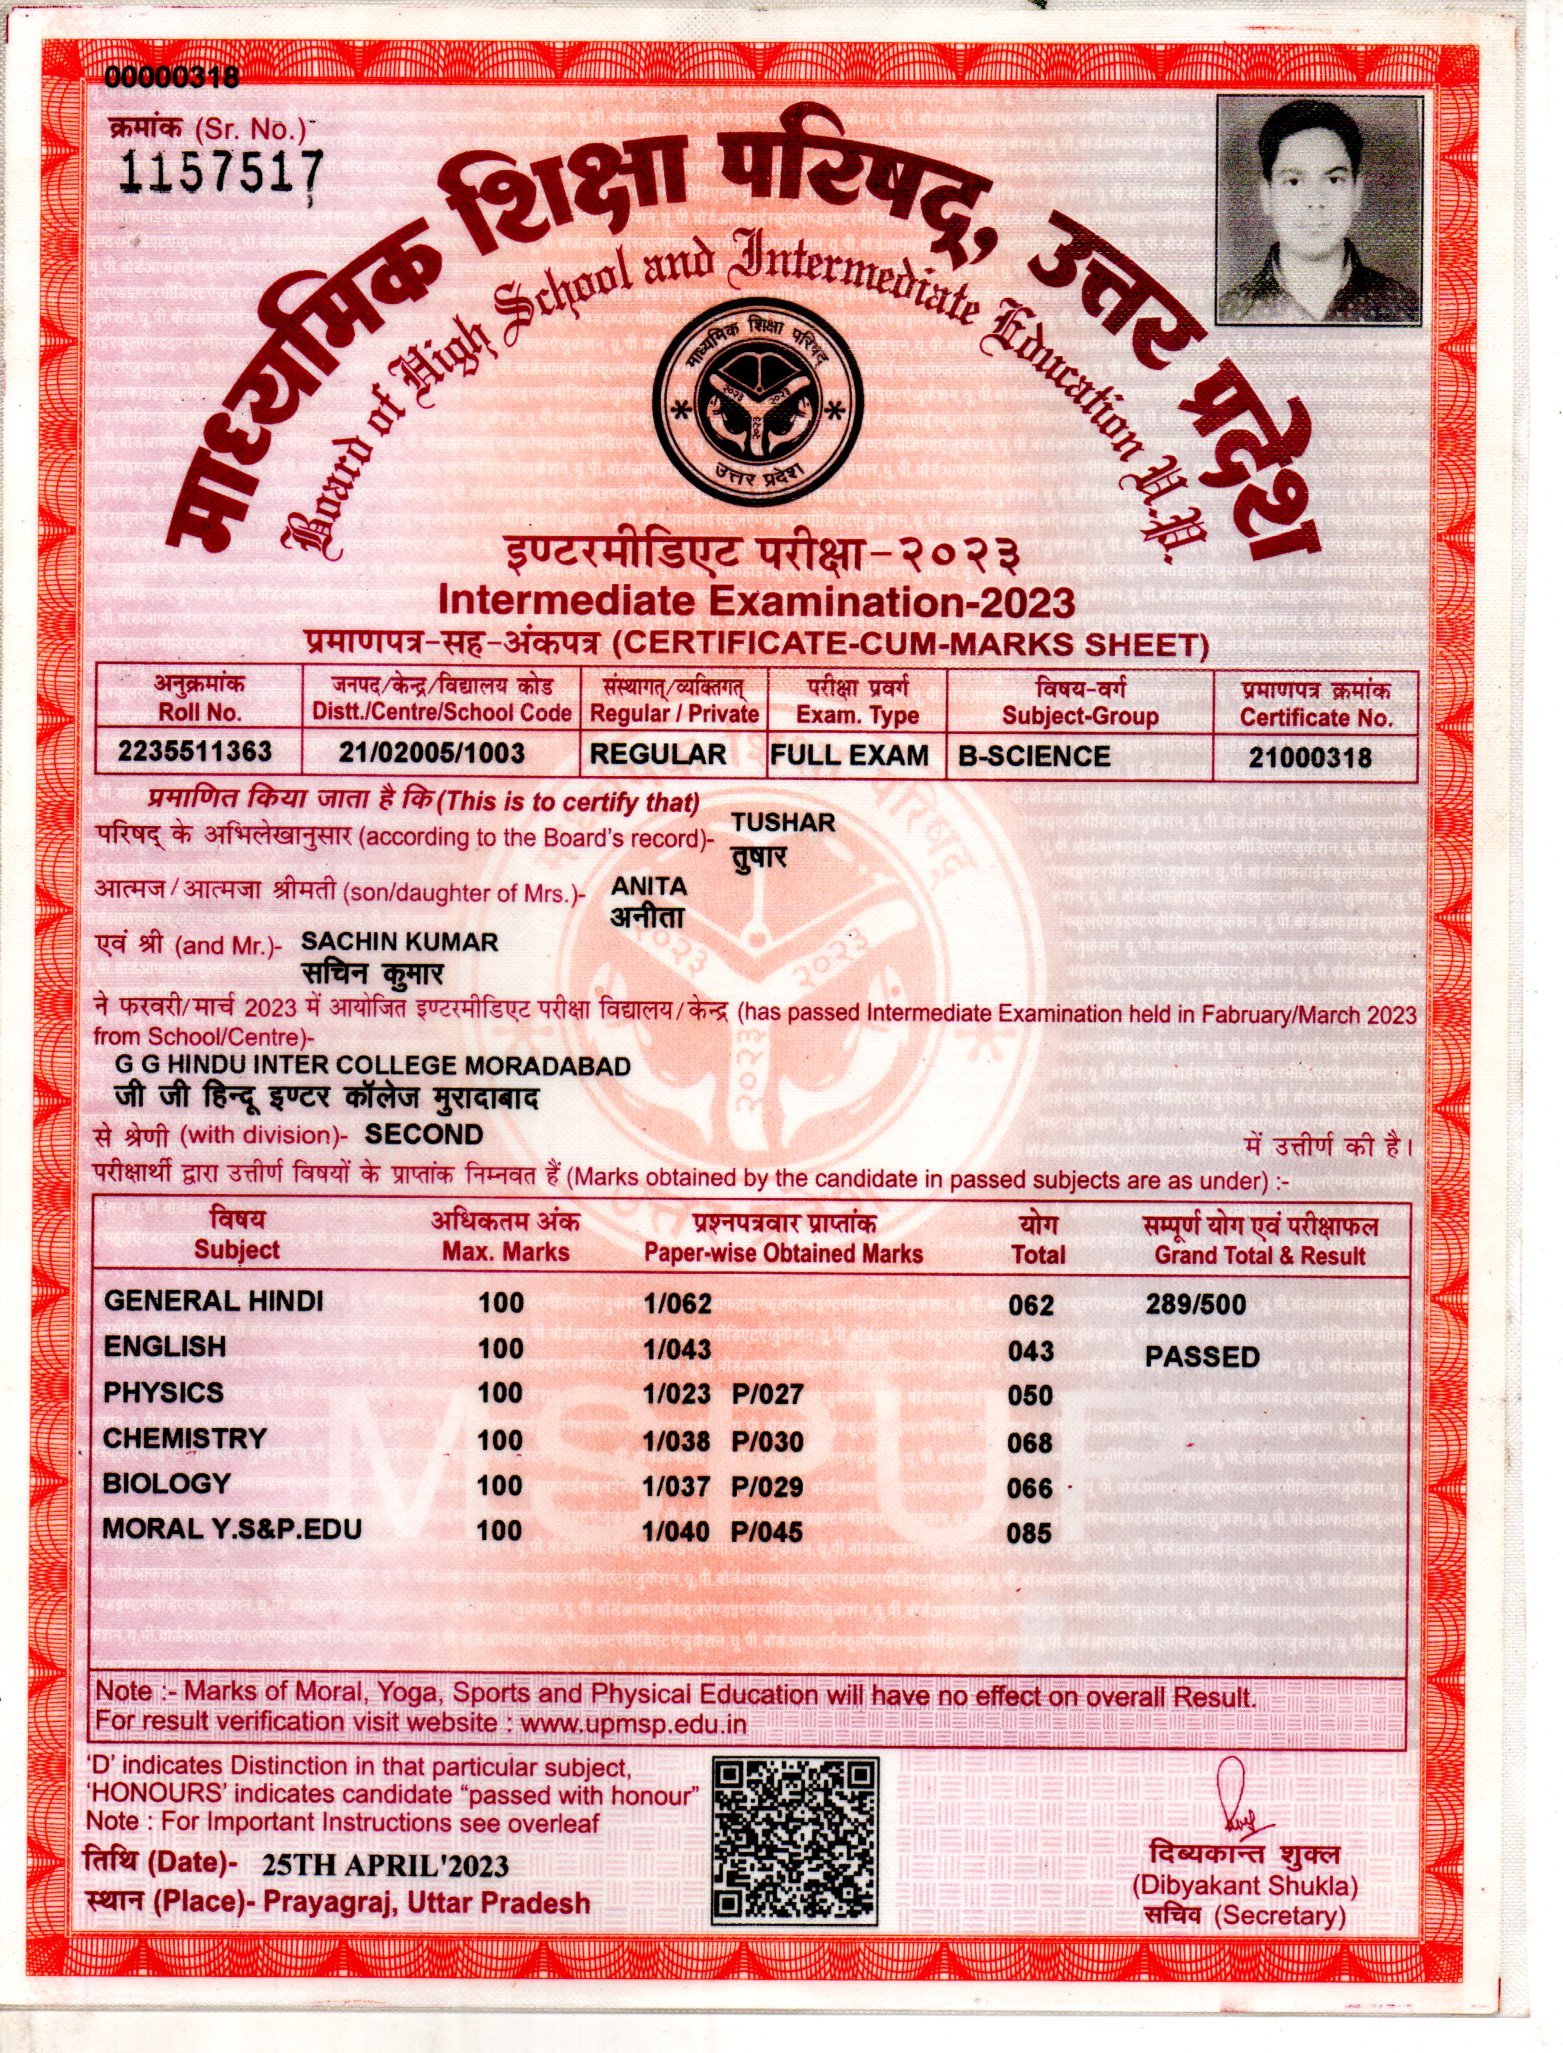 00000318
क्रमांक (Sr. No.)-
1157517
माध्यमिक शिक्षा परिषद्, उत्तर प्रदेश
Board of High School and Intermediate Education U.P.
माध्यमिक शिक्षा परिषद्
२०२३ २०२३
२०२३
उत्तर प्रदेश
इण्टरमीडिएट परीक्षा-२०२३
Intermediate Examination-2023
प्रमाणपत्र-सह-अंकपत्र (CERTIFICATE-CUM-MARKS SHEET)
अनुक्रमांक जनपद/केन्द्र/विद्यालय कोड संस्थागत्/व्यक्तिगत् परीक्षा प्रवर्ग विषय-वर्ग प्रमाणपत्र क्रमांक
Roll No. Distt./Centre/School Code Regular / Private Exam. Type Subject-Group Certificate No.
2235511363 21/02005/1003 REGULAR FULL EXAM B-SCIENCE 21000318
प्रमाणित किया जाता है कि (This is to certify that)
परिषद् के अभिलेखानुसार (according to the Board's record)- TUSHAR
तुषार
आत्मज/आत्मजा श्रीमती (son/daughter of Mrs.)- ANITA
अनीता
एवं श्री (and Mr.)- SACHIN KUMAR
सचिन कुमार
ने फरवरी/मार्च 2023 में आयोजित इण्टरमीडिएट परीक्षा विद्यालय/केन्द्र (has passed Intermediate Examination held in Fabruary/March 2023
from School/Centre)-
G G HINDU INTER COLLEGE MORADABAD
जी जी हिन्दू इण्टर कॉलेज मुरादाबाद
से श्रेणी (with division)- SECOND में उत्तीर्ण की है।
परीक्षार्थी द्वारा उत्तीर्ण विषयों के प्राप्तांक निम्नवत हैं (Marks obtained by the candidate in passed subjects are as under) :-
विषय अधिकतम अंक प्रश्नपत्रवार प्राप्तांक योग सम्पूर्ण योग एवं परीक्षाफल
Subject Max. Marks Paper-wise Obtained Marks Total Grand Total & Result
GENERAL HINDI 100 1/062 062 289/500
ENGLISH 100 1/043 043 PASSED
PHYSICS 100 1/023 P/027 050
CHEMISTRY 100 1/038 P/030 068
BIOLOGY 100 1/037 P/029 066
MORAL Y.S&P.EDU 100 1/040 P/045 085
MSPUP
Note :- Marks of Moral, Yoga, Sports and Physical Education will have no effect on overall Result.
For result verification visit website : www.upmsp.edu.in
'D' indicates Distinction in that particular subject,
'HONOURS' indicates candidate "passed with honour"
Note : For Important Instructions see overleaf
तिथि (Date)- 25TH APRIL'2023
स्थान (Place)- Prayagraj, Uttar Pradesh
दिब्यकान्त शुक्ल
(Dibyakant Shukla)
सचिव (Secretary)